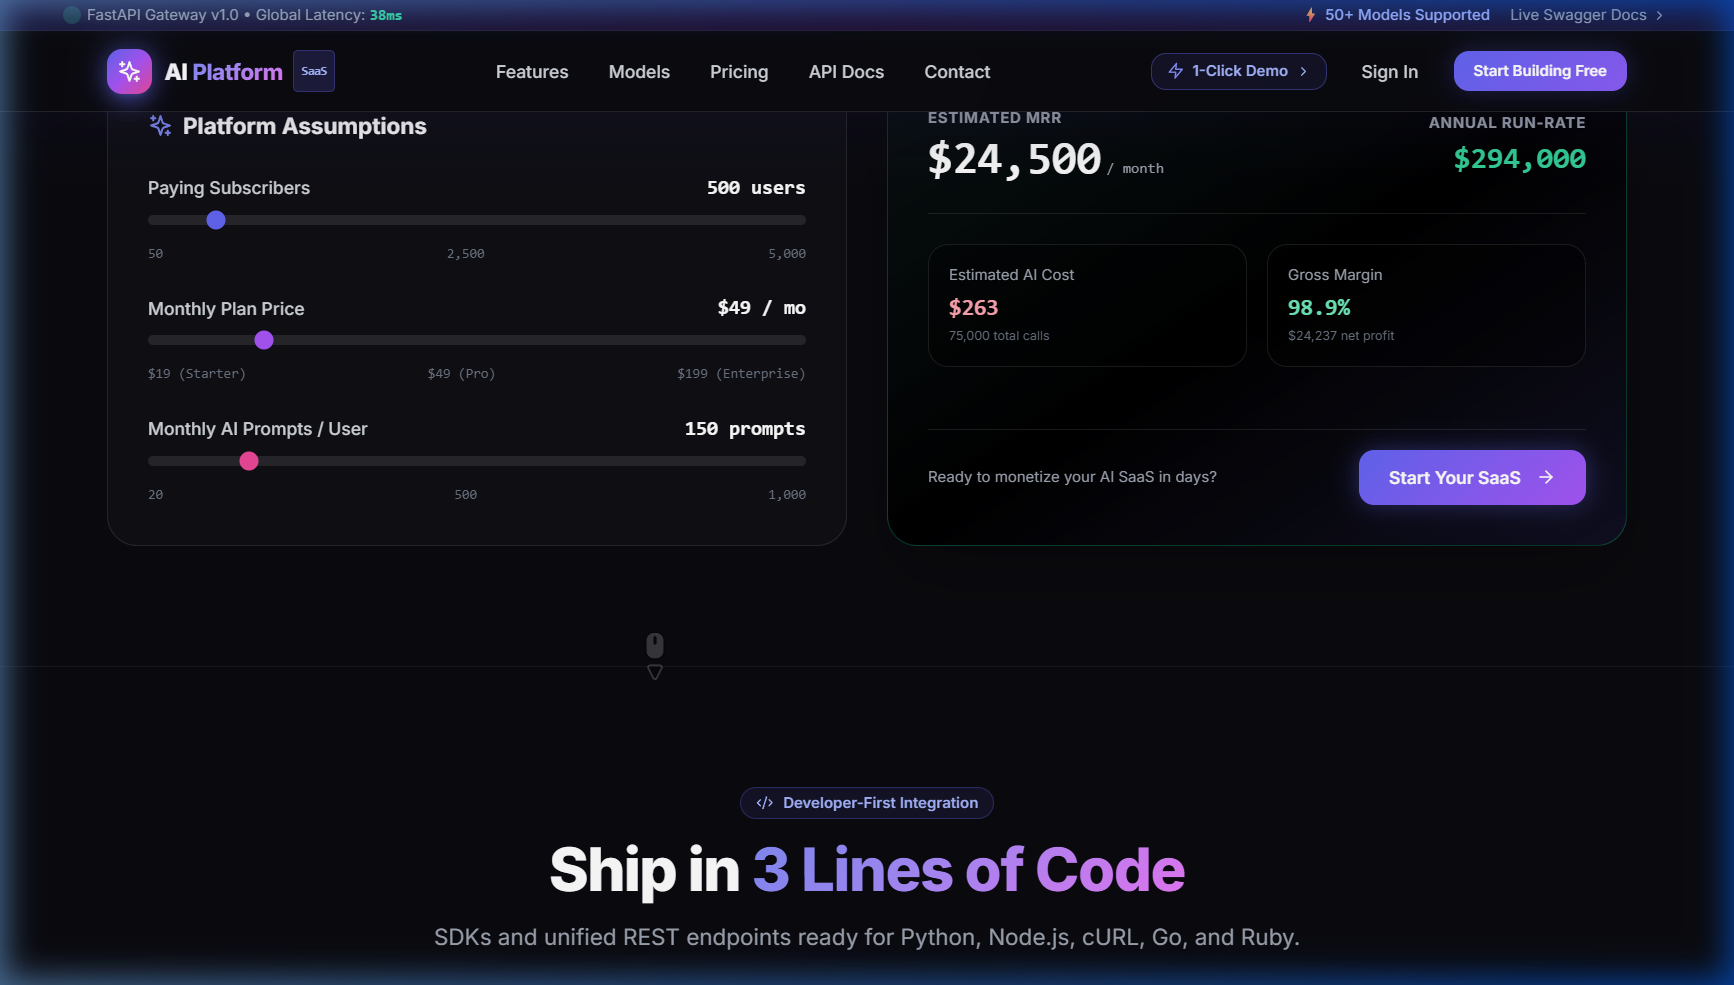 FastAPI Gateway v1.0 • Global Latency: 38ms
50+ Models Supported
Live Swagger Docs
AI Platform
SaaS
Features
Models
Pricing
API Docs
Contact
1-Click Demo
Sign In
Start Building Free
Platform Assumptions
Paying Subscribers
500 users
50
2,500
5,000
Monthly Plan Price
$49 / mo
$19 (Starter)
$49 (Pro)
$199 (Enterprise)
Monthly AI Prompts / User
150 prompts
20
500
1,000
ESTIMATED MRR
$24,500 / month
ANNUAL RUN-RATE
$294,000
Estimated AI Cost
$263
75,000 total calls
Gross Margin
98.9%
$24,237 net profit
Ready to monetize your AI SaaS in days?
Start Your SaaS
Developer-First Integration
Ship in 3 Lines of Code
SDKs and unified REST endpoints ready for Python, Node.js, cURL, Go, and Ruby.